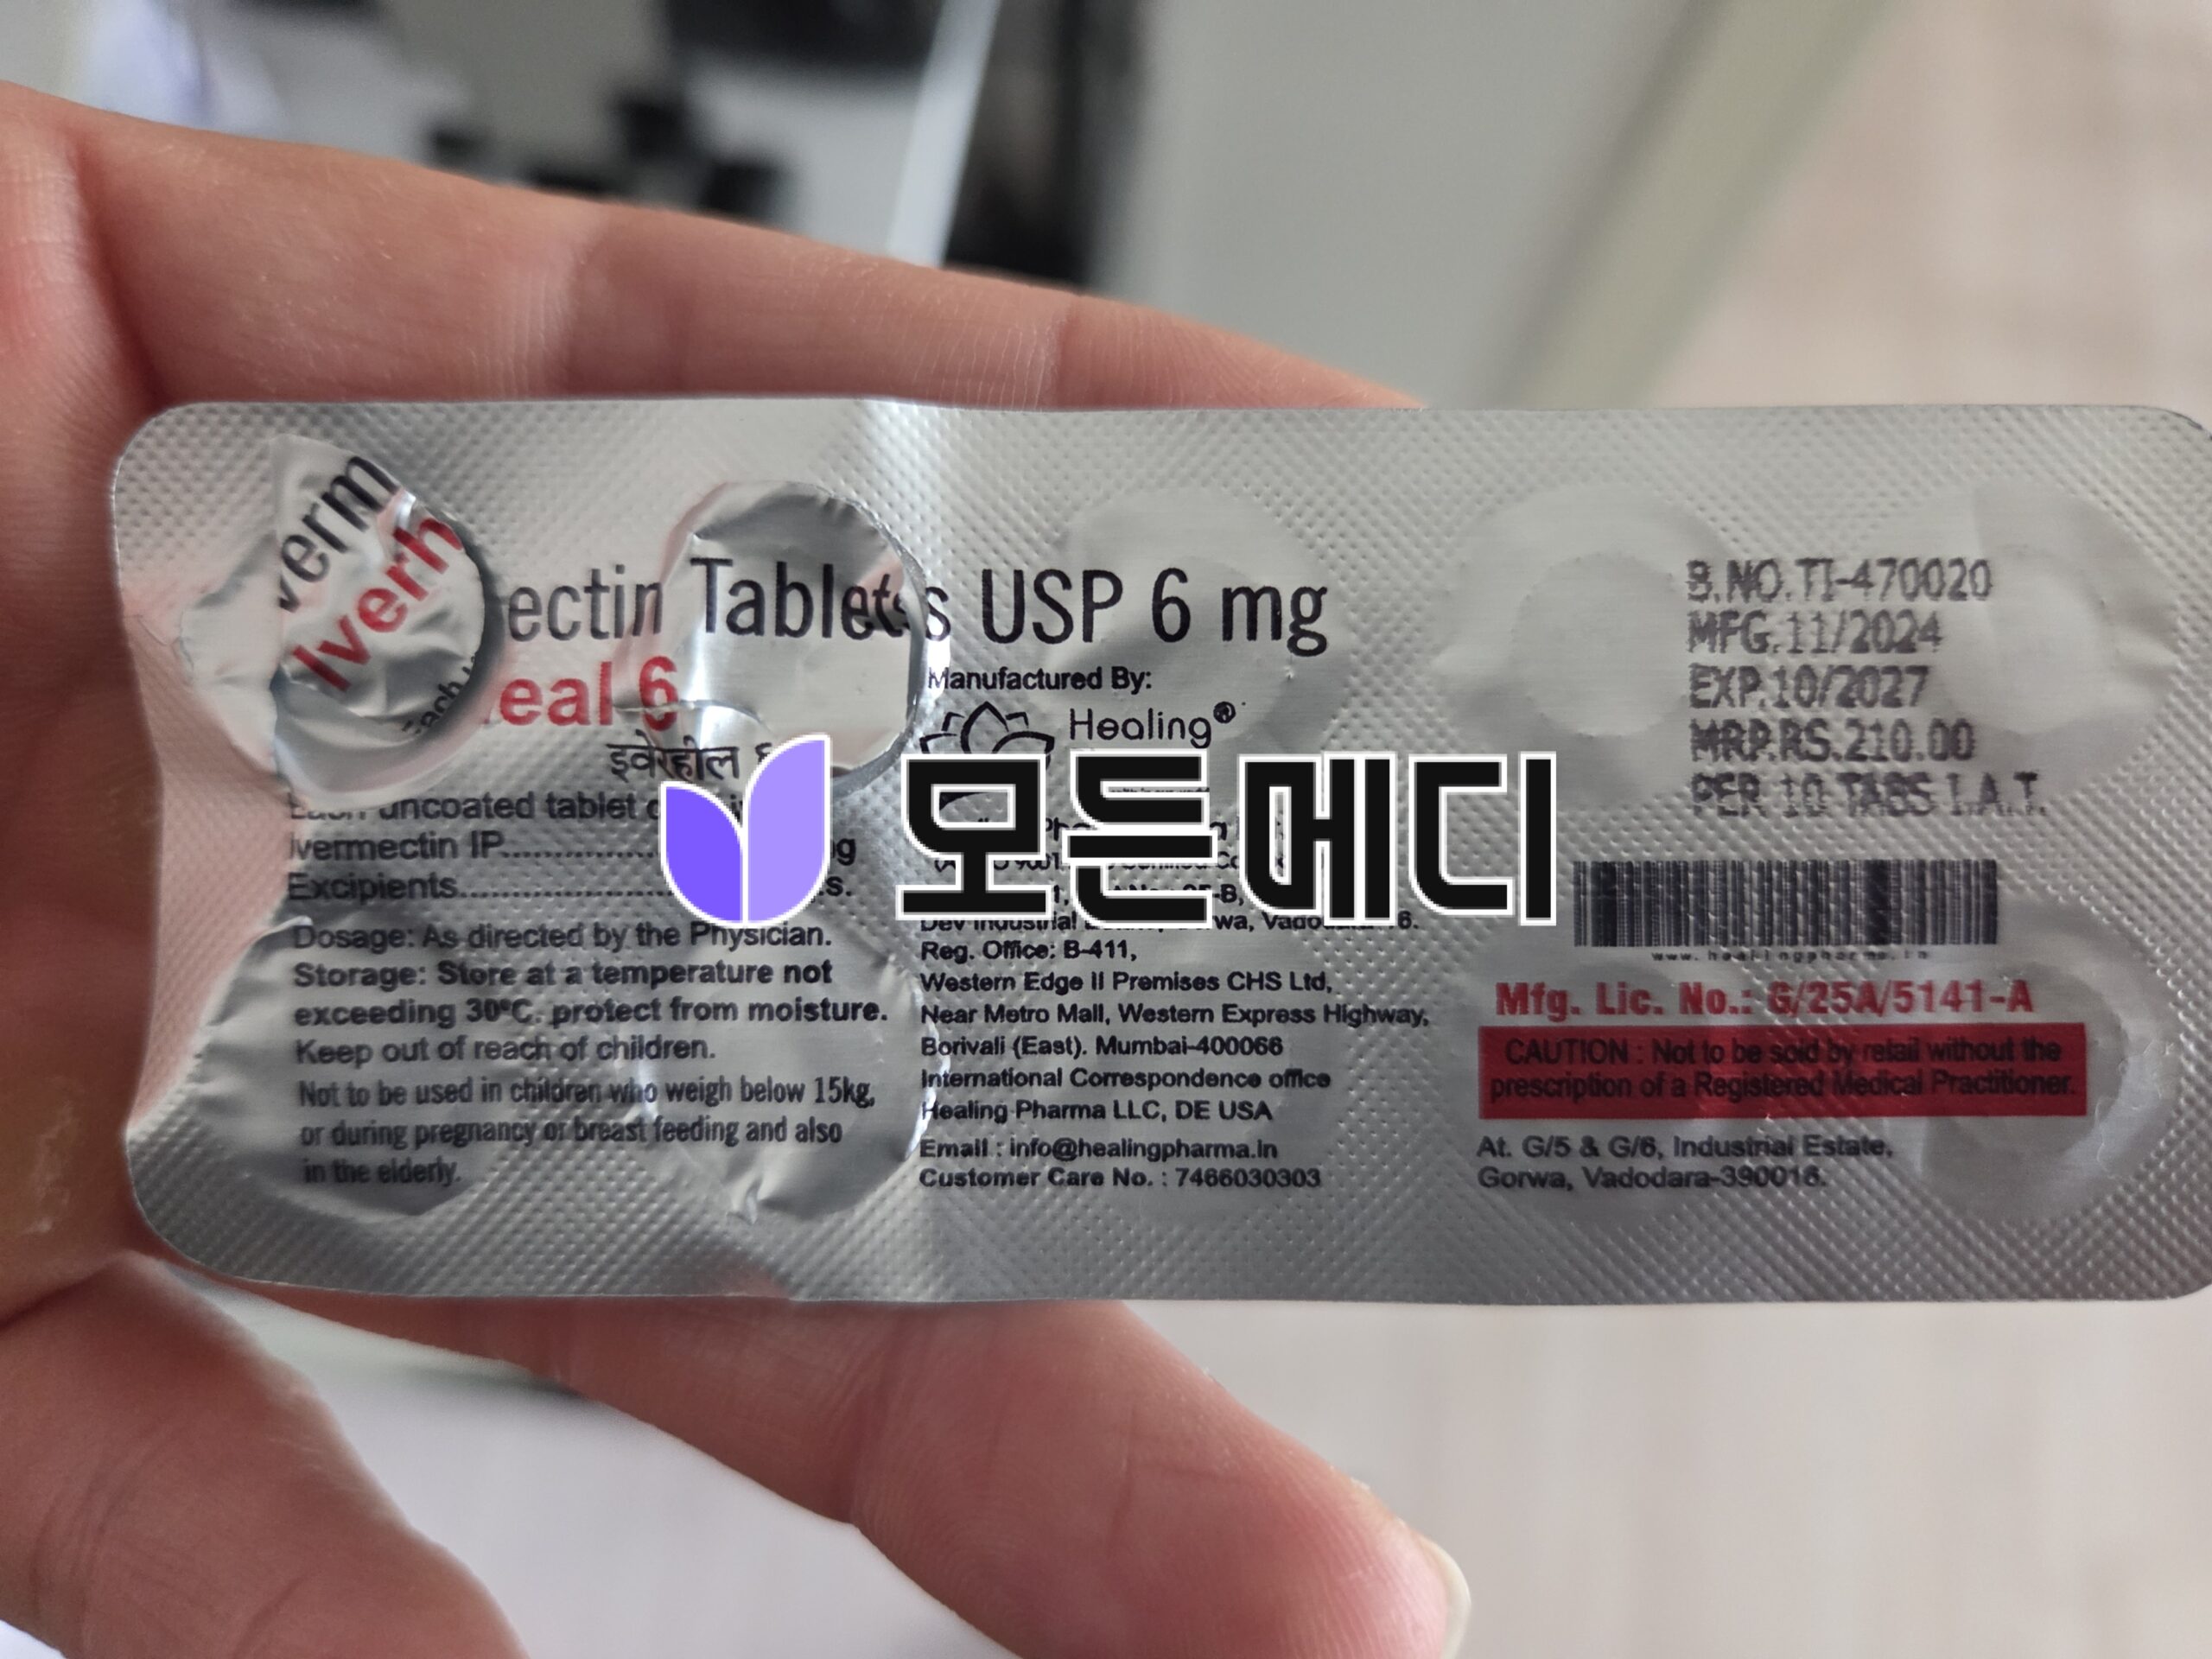 verm
Iverh
Each
ectin Tablets USP 6 mg
eal 6
इवेरहील
uncoated tablet
Ivermectin IP
Excipients
Dosage: As directed by the Physician.
Storage: Store at a temperature not
exceeding 30°C. protect from moisture.
Keep out of reach of children.
Not to be used in children who weigh below 15kg,
or during pregnancy or breast feeding and also
in the elderly.
Manufactured By:
Healing®
모든메디
Dev Industrial
Reg. Office: B-411,
Western Edge II Premises CHS Ltd,
Near Metro Mall, Western Express Highway,
Borivali (East). Mumbai-400066
International Correspondence office
Healing Pharma LLC, DE USA
Email : info@healingpharma.in
Customer Care No. : 7466030303
B.NO.TI-470020
MFG.11/2024
EXP.10/2027
MRP.RS.210.00
PER 10 TABS I.A.T.
www.healingpharma.in
Mfg. Lic. No.: G/25A/5141-A
CAUTION : Not to be sold by retail without the
prescription of a Registered Medical Practitioner.
At. G/5 & G/6, Industrial Estate,
Gorwa, Vadodara-390016.